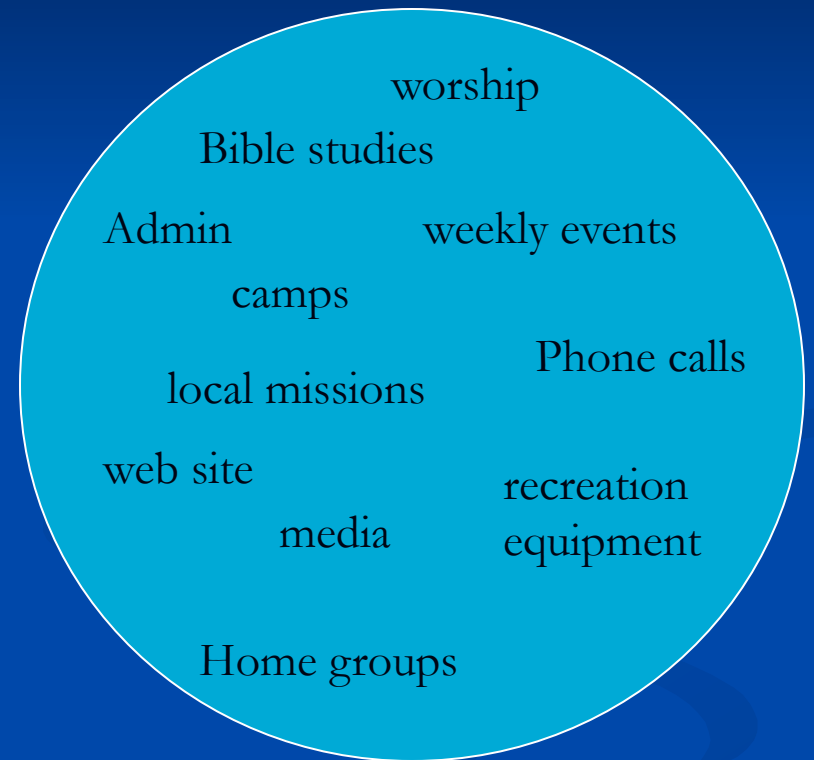 worship
Bible studies
Admin
weekly events
camps
Phone calls
local missions
web site
recreation
equipment
media
Home groups